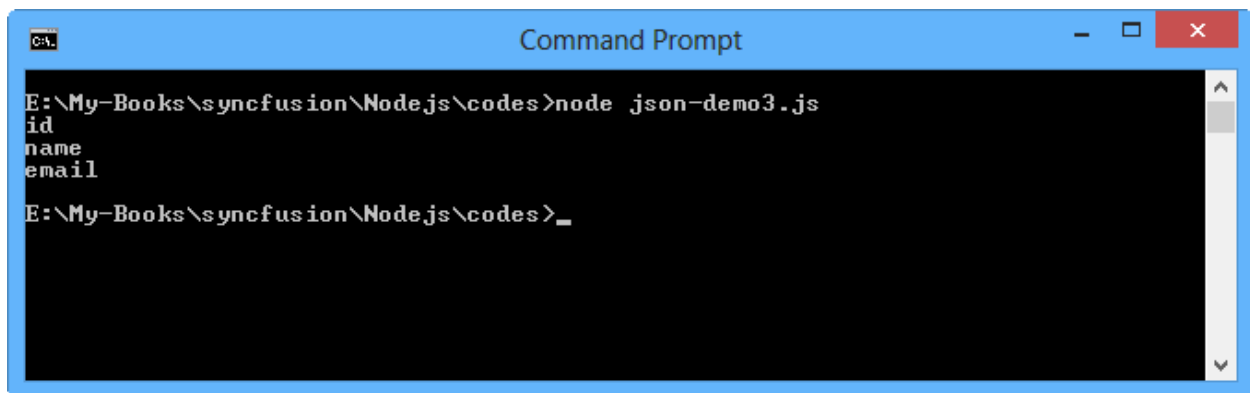 C:\.
Command Prompt
E:\My-Books\syncfusion\Nodejs\codes>node json-demo3.js
id
name
email
E:\My-Books\syncfusion\Nodejs\codes>_